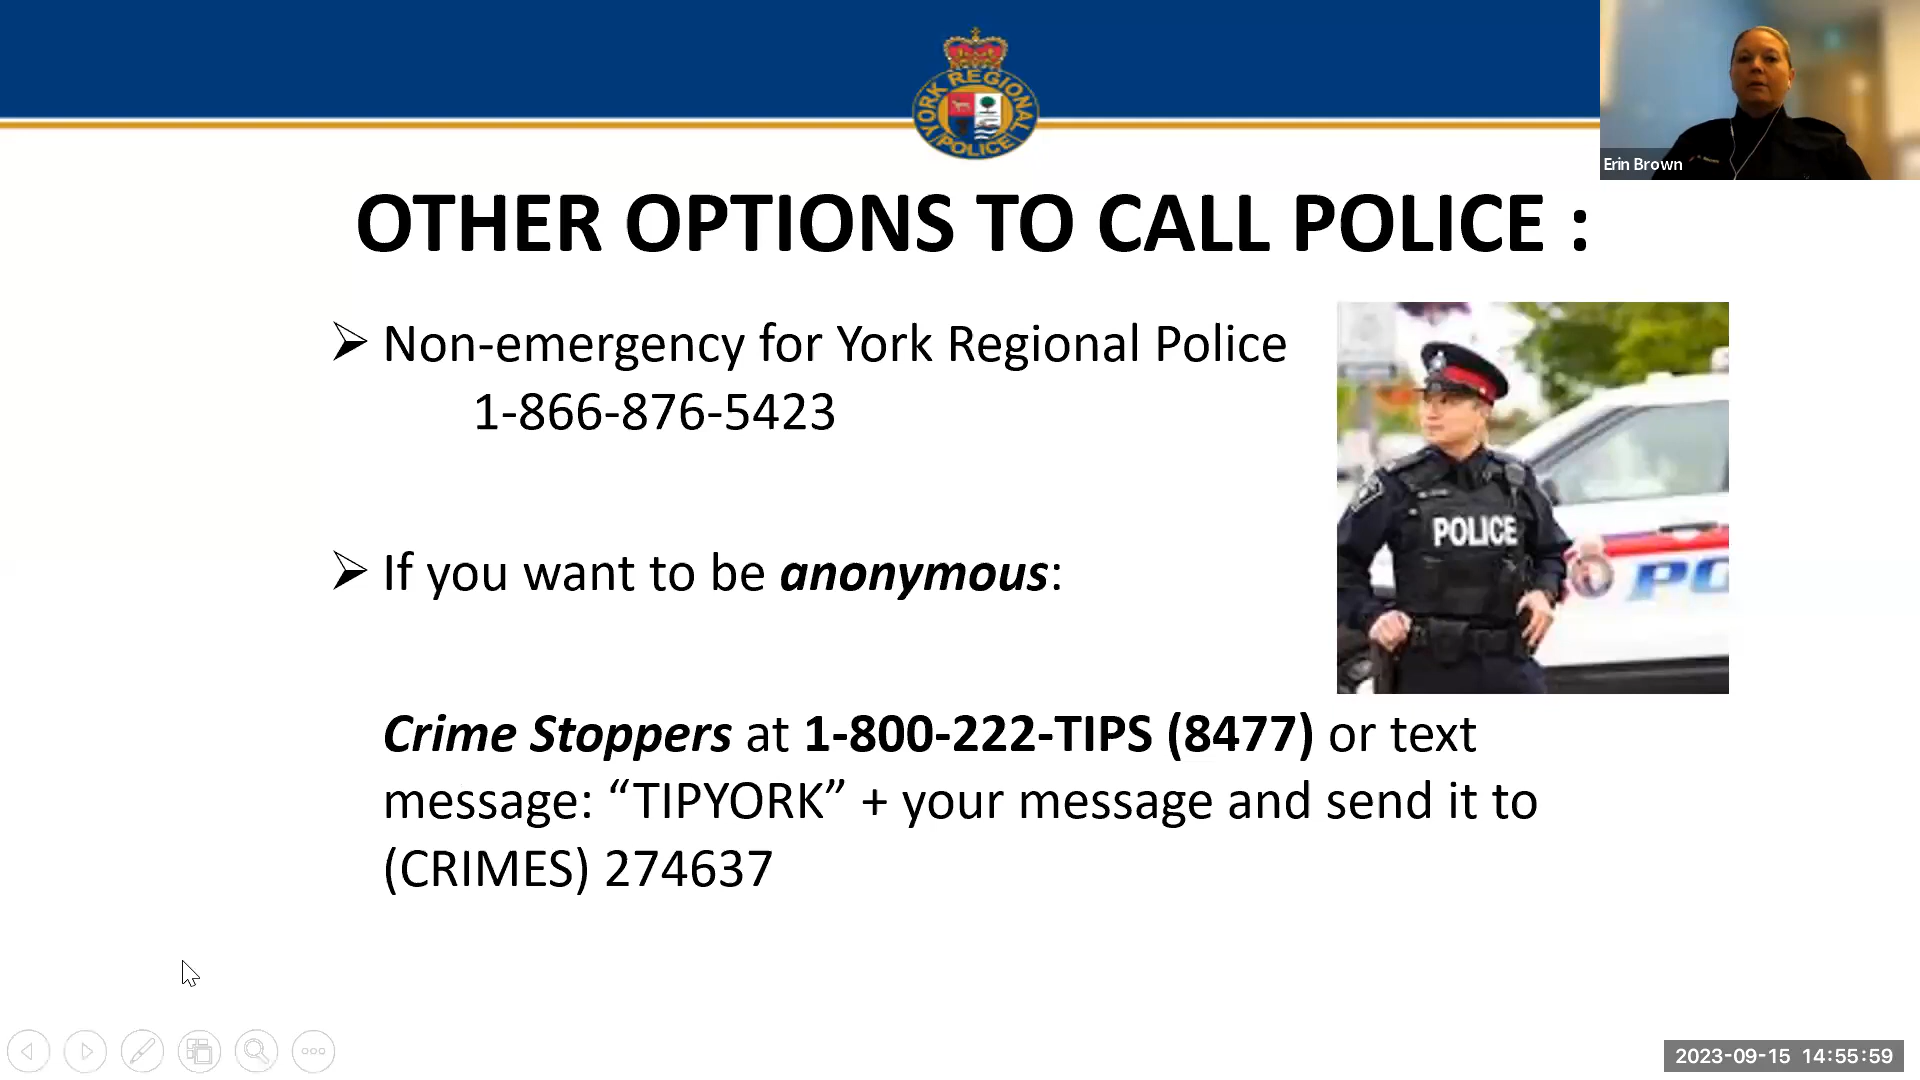 YORK REGIONAL
POLICE
Erin Brown
OTHER OPTIONS TO CALL POLICE :
➢ Non-emergency for York Regional Police
1-866-876-5423
➢ If you want to be anonymous:
POLICE
PO
Crime Stoppers at 1-800-222-TIPS (8477) or text
message: “TIPYORK” + your message and send it to
(CRIMES) 274637
2023-09-15 14:55:59